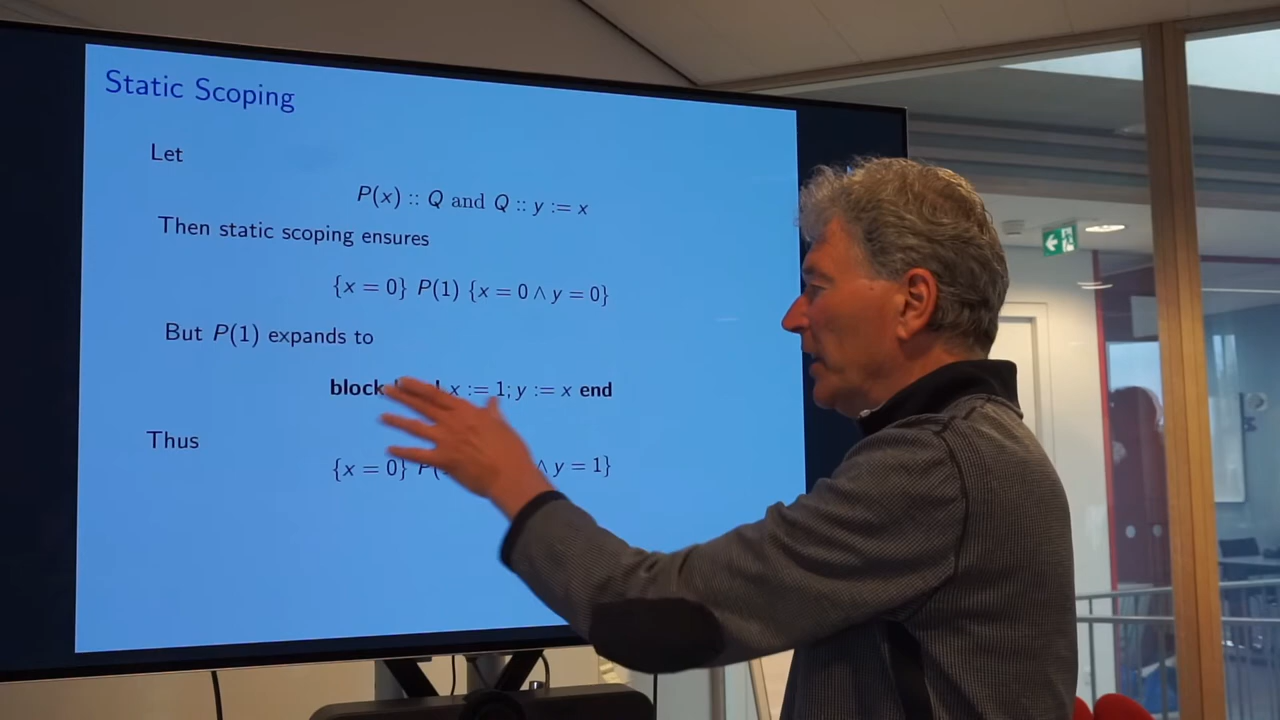 Static Scoping
Let
P(x) :: Q and Q :: y := x
Then static scoping ensures
{x = 0} P(1) {x = 0 ∧ y = 0}
But P(1) expands to
block x := 1; y := x end
Thus
{x = 0} P( ∧ y = 1}